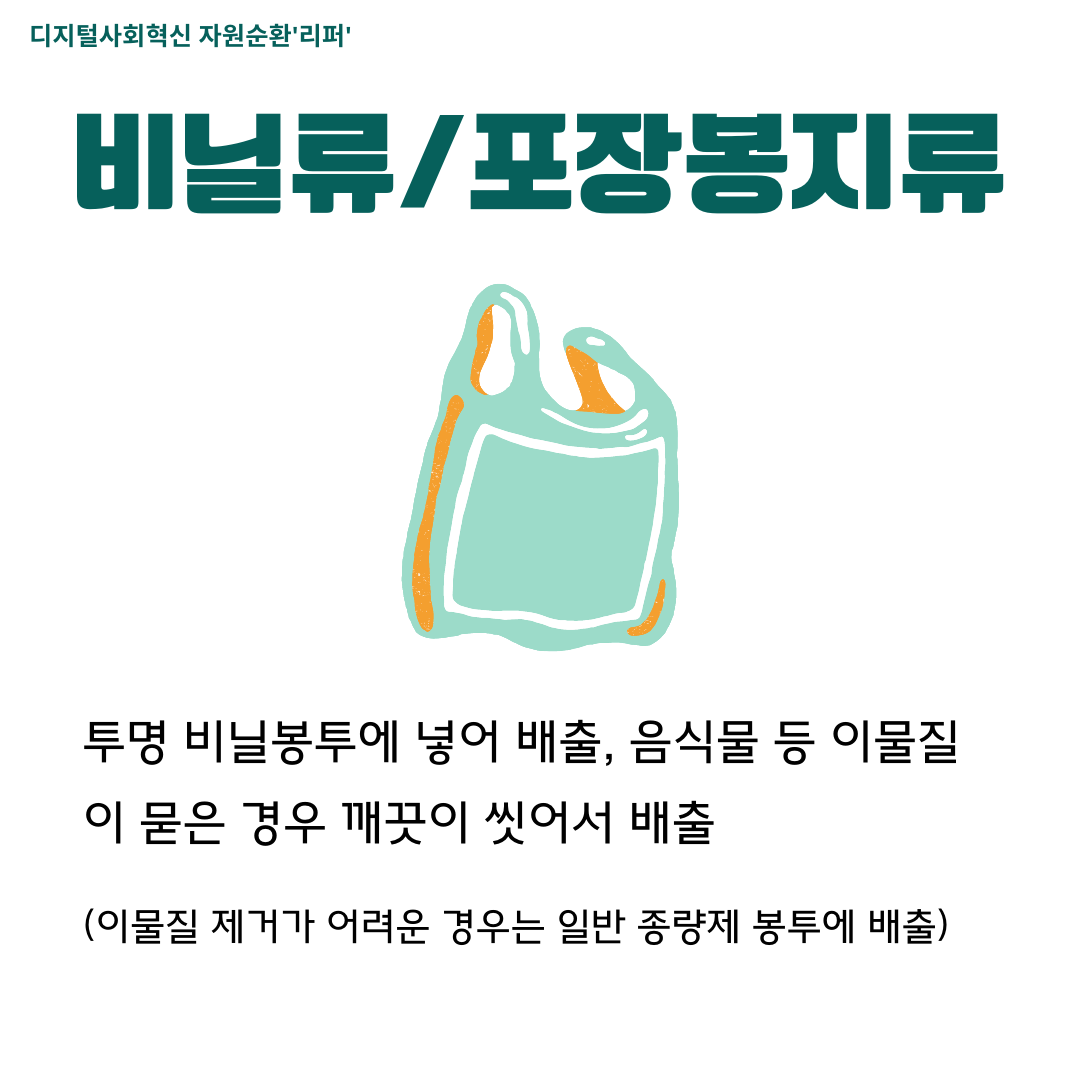 디지털사회혁신 자원순환'리퍼'
비닐류/포장봉지류
투명 비닐봉투에 넣어 배출, 음식물 등 이물질
이 묻은 경우 깨끗이 씻어서 배출
(이물질 제거가 어려운 경우는 일반 종량제 봉투에 배출)